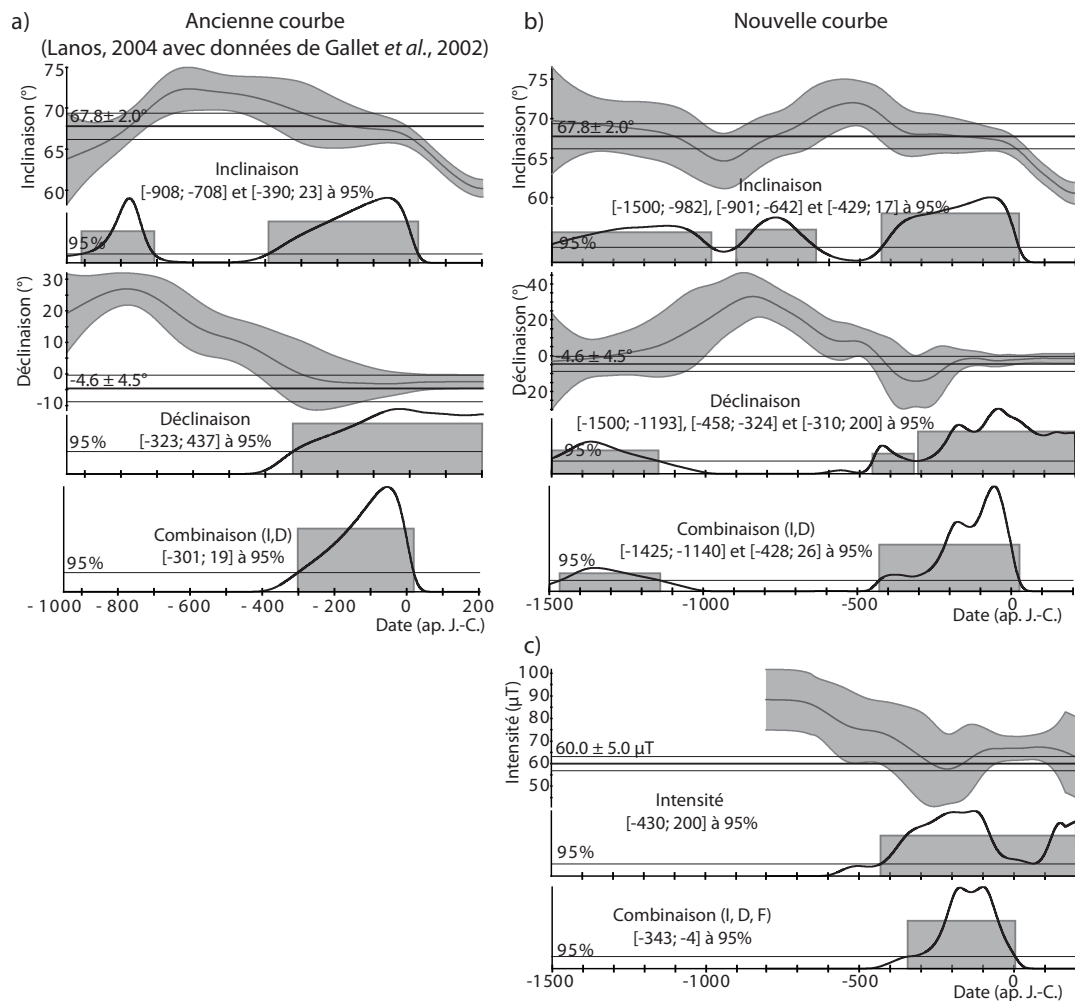 a)
Ancienne courbe
(Lanos, 2004 avec données de Gallet et al., 2002)
Inclinaison (°)
75
70
65
60
67.8± 2.0°
Inclinaison
[-908; -708] et [-390; 23] à 95%
95%
Déclinaison (°)
30
20
10
0
-10
-4.6 ± 4.5°
Déclinaison
[-323; 437] à 95%
95%
Combinaison (I,D)
[-301; 19] à 95%
95%
- 1000 - 800 - 600 - 400 - 200 0 200
Date (ap. J.-C.)
b)
Nouvelle courbe
Inclinaison (°)
75
70
65
60
67.8± 2.0°
Inclinaison
[-1500; -982], [-901; -642] et [-429; 17] à 95%
95%
Déclinaison (°)
40
20
0
20
-4.6 ± 4.5°
Déclinaison
[-1500; -1193], [-458; -324] et [-310; 200] à 95%
95%
Combinaison (I,D)
[-1425; -1140] et [-428; 26] à 95%
95%
-1500 -1000 -500 0
Date (ap. J.-C.)
c)
Intensité (µT)
100
90
80
70
60
50
60.0 ± 5.0 µT
Intensité
[-430; 200] à 95%
95%
Combinaison (I, D, F)
[-343; -4] à 95%
95%
-1500 -1000 -500 0
Date (ap. J.-C.)